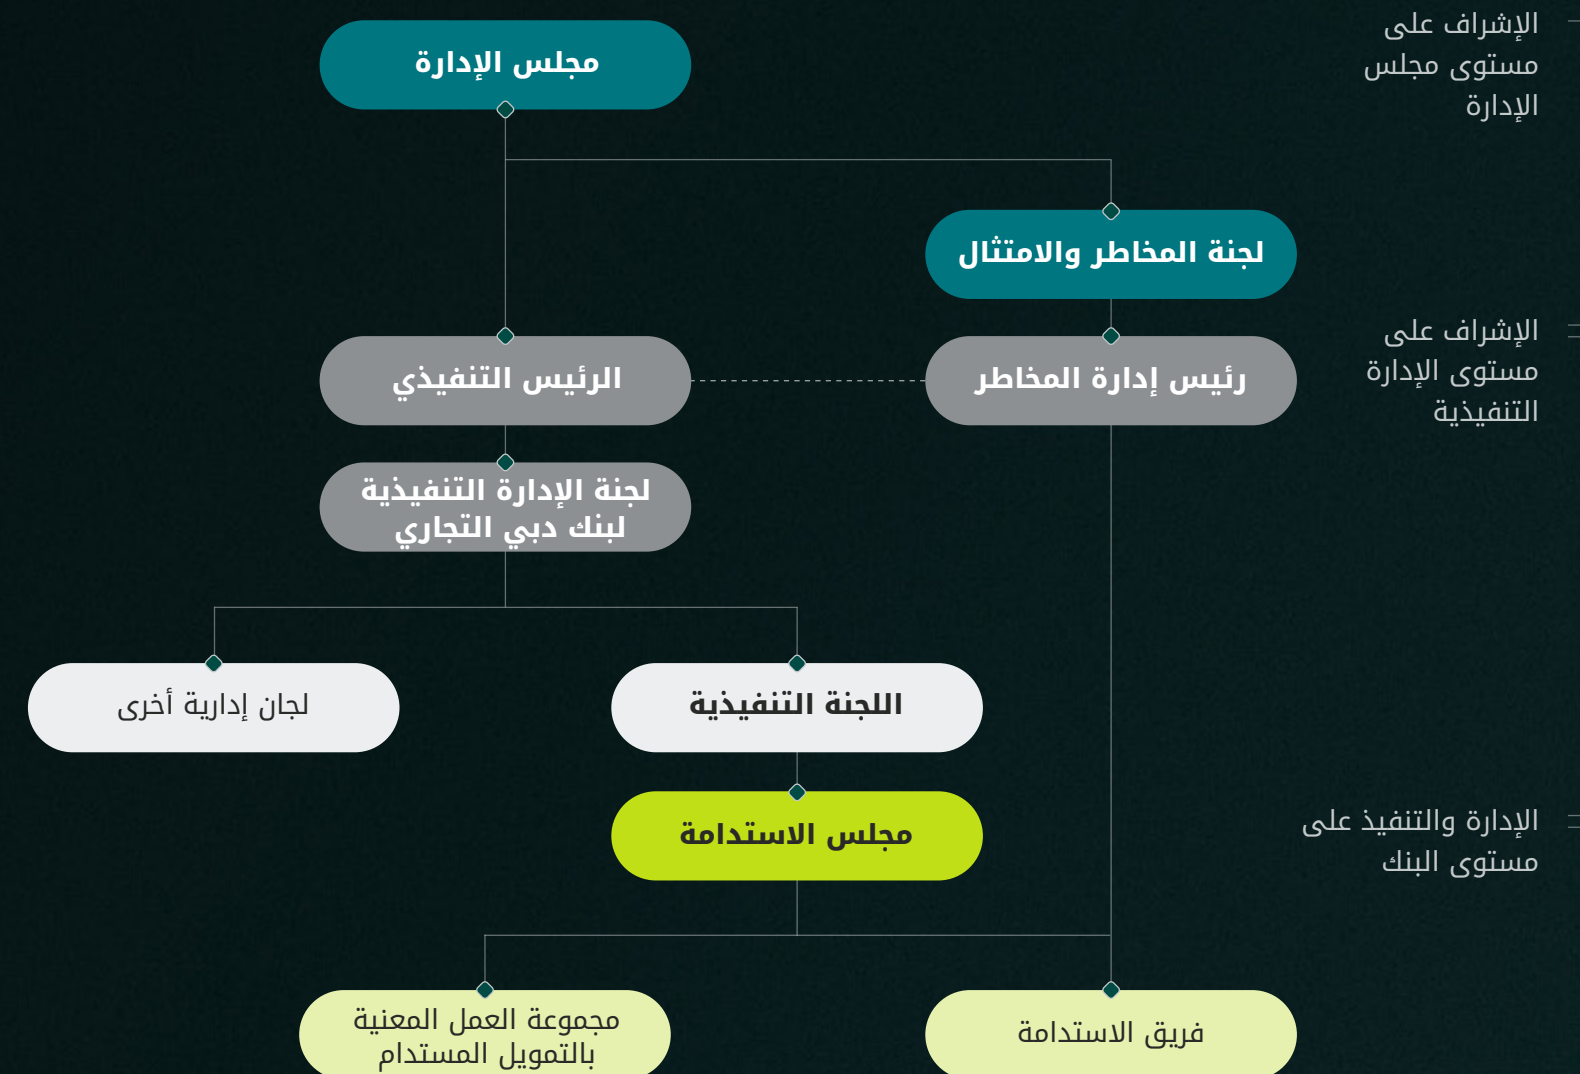 الإشراف على
مستوى مجلس
الإدارة
مجلس الإدارة
لجنة المخاطر والامتثال
الإشراف على
مستوى الإدارة
التنفيذية
رئيس إدارة المخاطر
الرئيس التنفيذي
لجنة الإدارة التنفيذية
لبنك دبي التجاري
اللجنة التنفيذية
لجان إدارية أخرى
الإدارة والتنفيذ على
مستوى البنك
مجلس الاستدامة
فريق الاستدامة
مجموعة العمل المعنية
بالتمويل المستدام